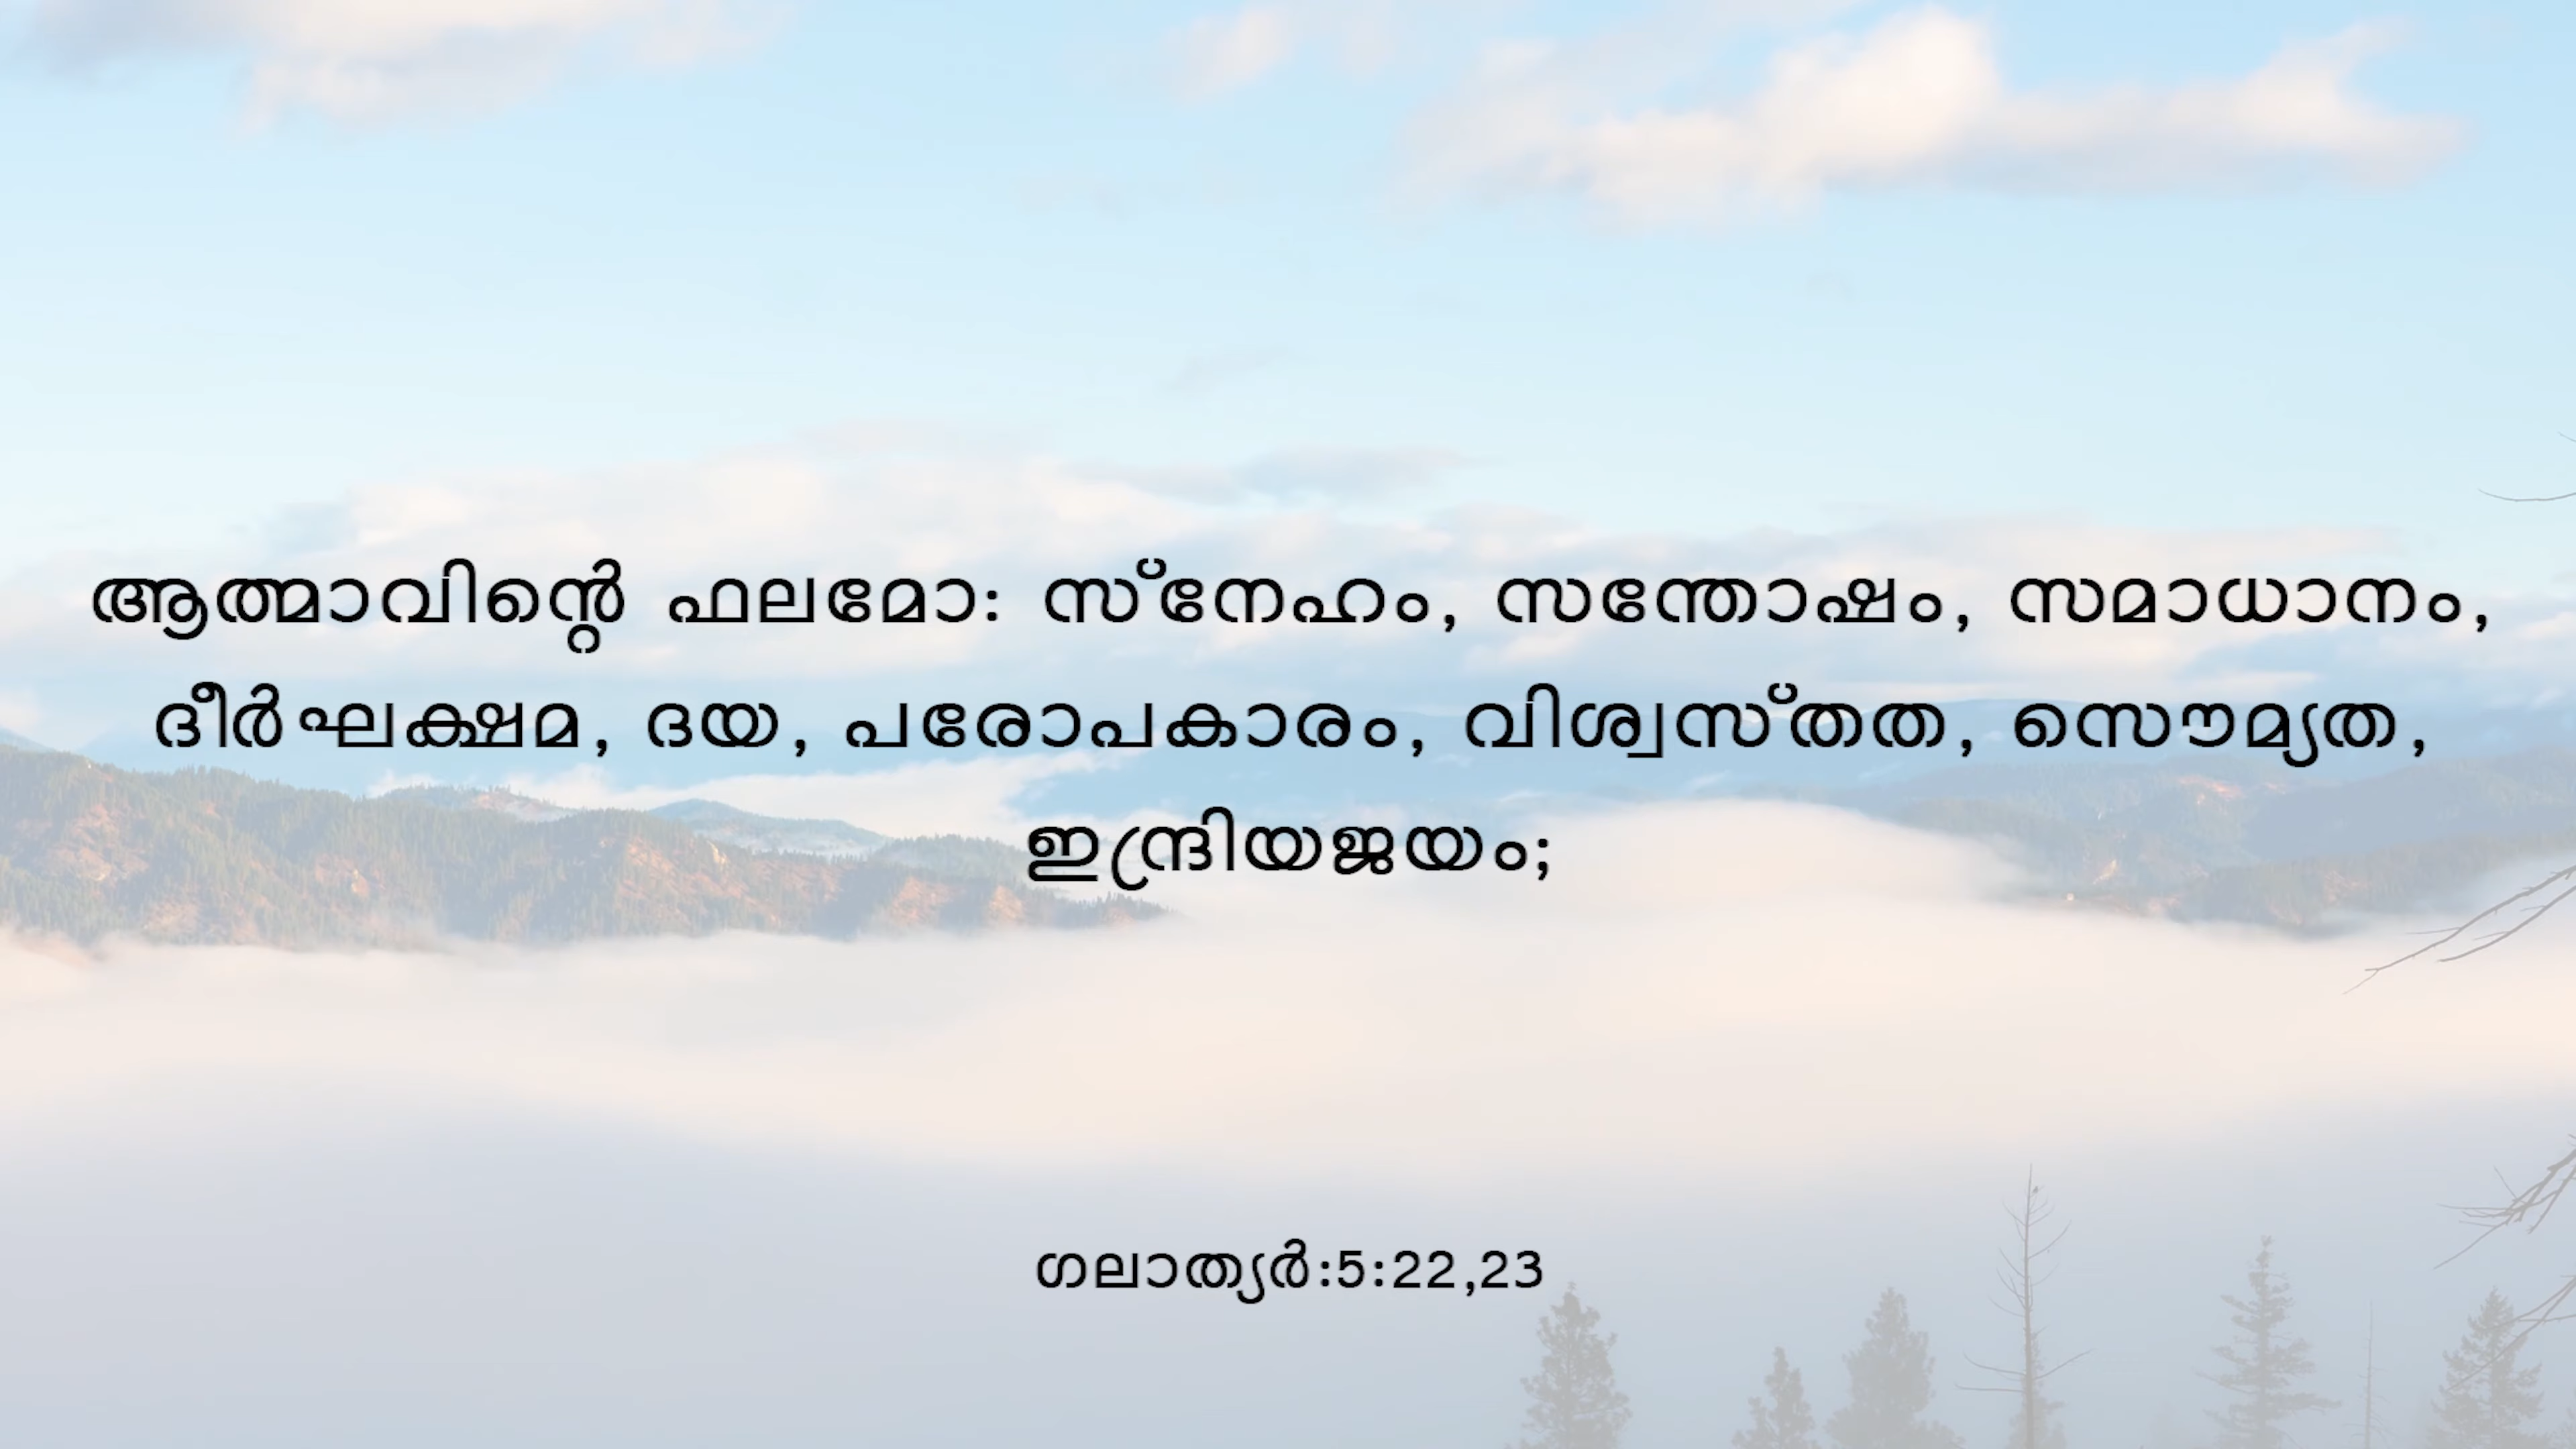 ആത്മാവിന്റെ ഫലമോ: സ്നേഹം, സന്തോഷം, സമാധാനം,
ദീർഘക്ഷമ, ദയ, പരോപകാരം, വിശ്വസ്തത, സൌമ്യത,
ഇന്ദ്രിയജയം;
ഗലാത്യർ:5:22,23